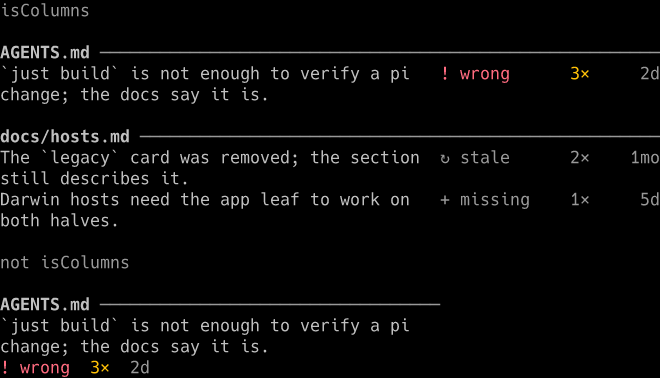 isColumns
AGENTS.md
`just build` is not enough to verify a pi ! wrong 3× 2d
change; the docs say it is.
docs/hosts.md
The `legacy` card was removed; the section ↻ stale 2× 1mo
still describes it.
Darwin hosts need the app leaf to work on + missing 1× 5d
both halves.
not isColumns
AGENTS.md
`just build` is not enough to verify a pi
change; the docs say it is.
! wrong 3× 2d